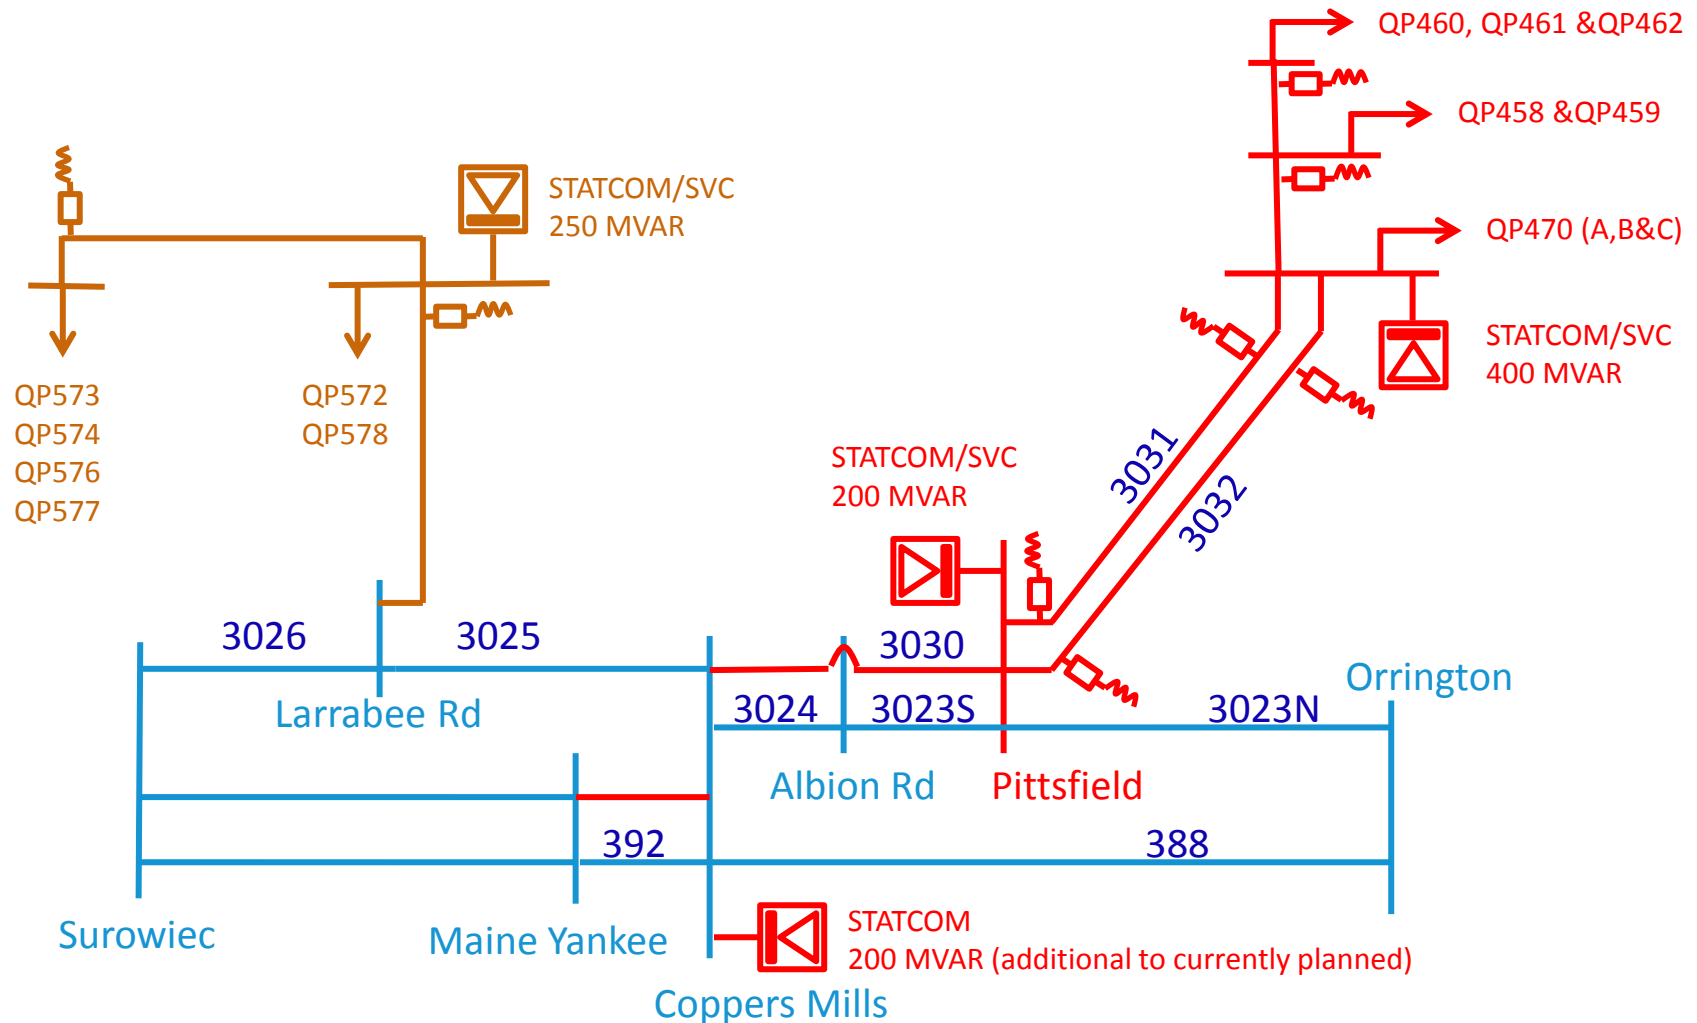 QP460, QP461 &QP462
QP458 &QP459
STATCOM/SVC
250 MVAR
QP470 (A,B&C)
STATCOM/SVC
400 MVAR
QP573
QP574
QP576
QP577
QP572
QP578
STATCOM/SVC
200 MVAR
3031
3032
3026
3025
3030
Larrabee Rd
3024
3023S
3023N
Orrington
Albion Rd
Pittsfield
392
388
Surowiec
Maine Yankee
STATCOM
200 MVAR (additional to currently planned)
Coppers Mills